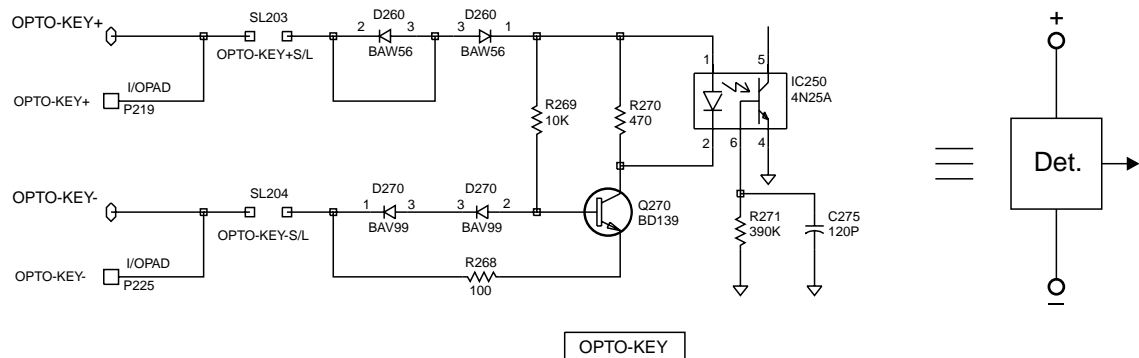 OPTO-KEY+
SL203
D260
D260
2
3
3
1
BAW56
BAW56
OPTO-KEY+S/L
I/OPAD
OPTO-KEY+
P219
R269
10K
R270
470
1
5
IC250
4N25A
2
6
4
Det.
+
OPTO-KEY-
SL204
D270
D270
1
3
3
2
BAV99
BAV99
OPTO-KEY-S/L
Q270
BD139
R271
390K
C275
120P
I/OPAD
OPTO-KEY-
P225
R268
100
–
OPTO-KEY